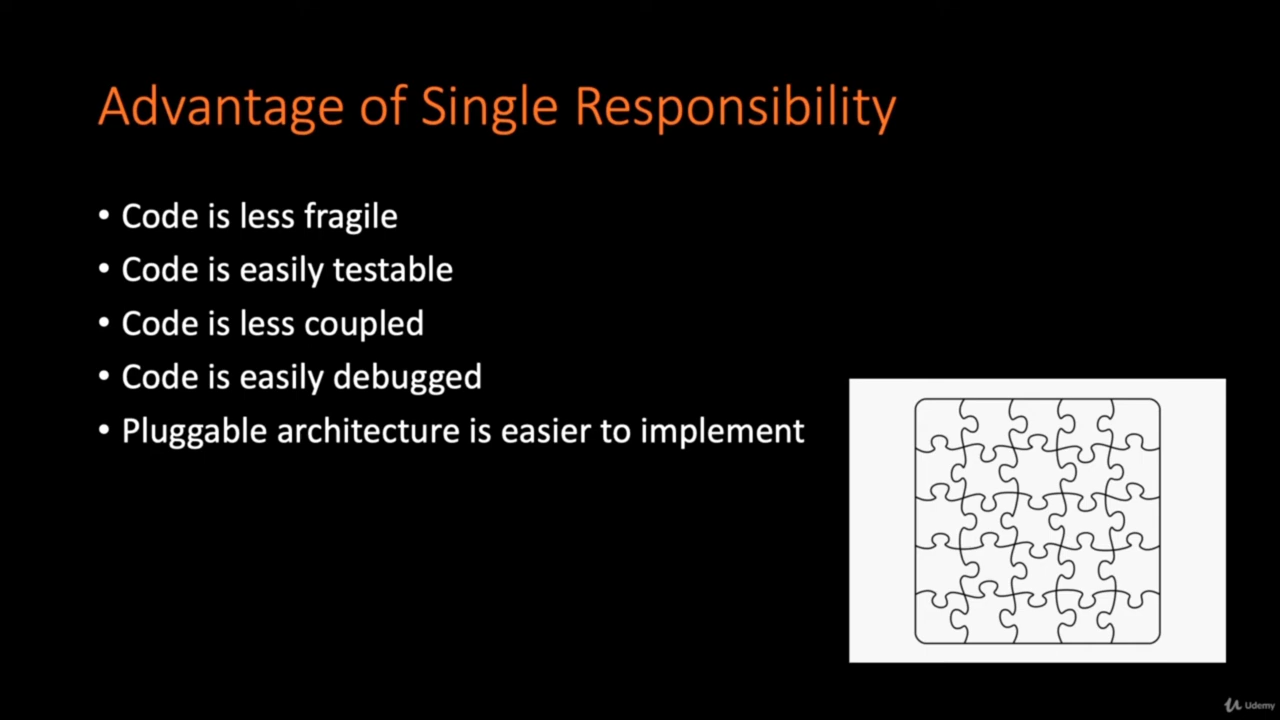 Advantage of Single Responsibility
• Code is less fragile
• Code is easily testable
• Code is less coupled
• Code is easily debugged
• Pluggable architecture is easier to implement
Udemy